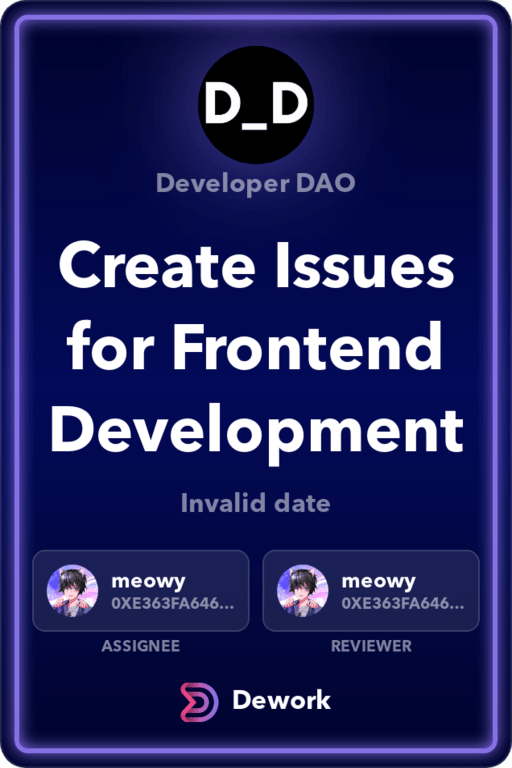 D_D
Developer DAO
Create Issues
for Frontend
Development
Invalid date
meowy
0XE363FA646...
ASSIGNEE
meowy
0XE363FA646...
REVIEWER
Dework